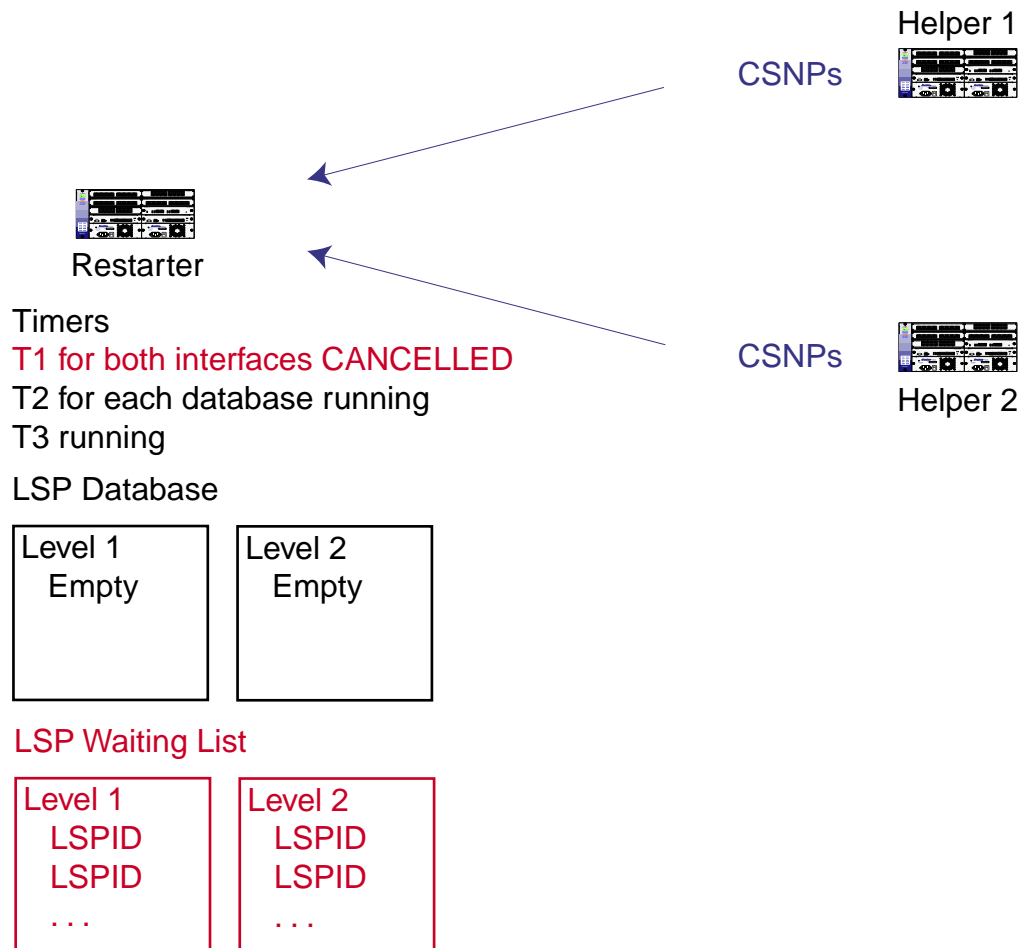 Helper 1
CSNPs
Restarter
Timers
T1 for both interfaces CANCELLED
T2 for each database running
T3 running
CSNPs
Helper 2
LSP Database
Level 1
Empty
Level 2
Empty
LSP Waiting List
Level 1
LSPID
LSPID
. . .
Level 2
LSPID
LSPID
. . .